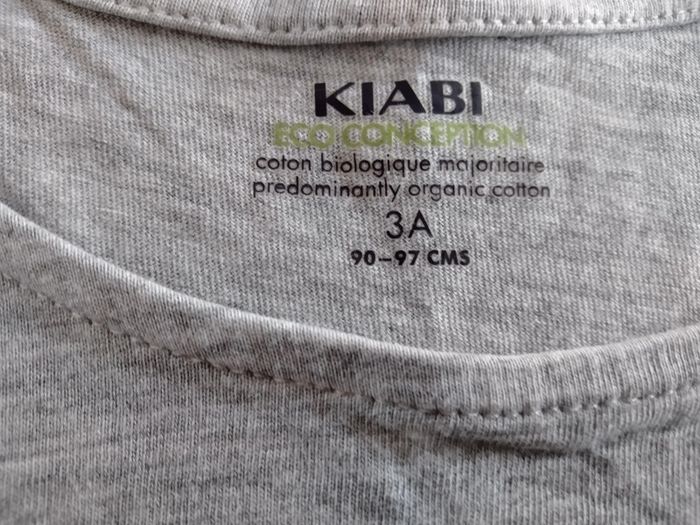 KIABI
ECO CONCEPTION
coton biologique majoritaire
predominantly organic cotton
3A
90-97 CMS